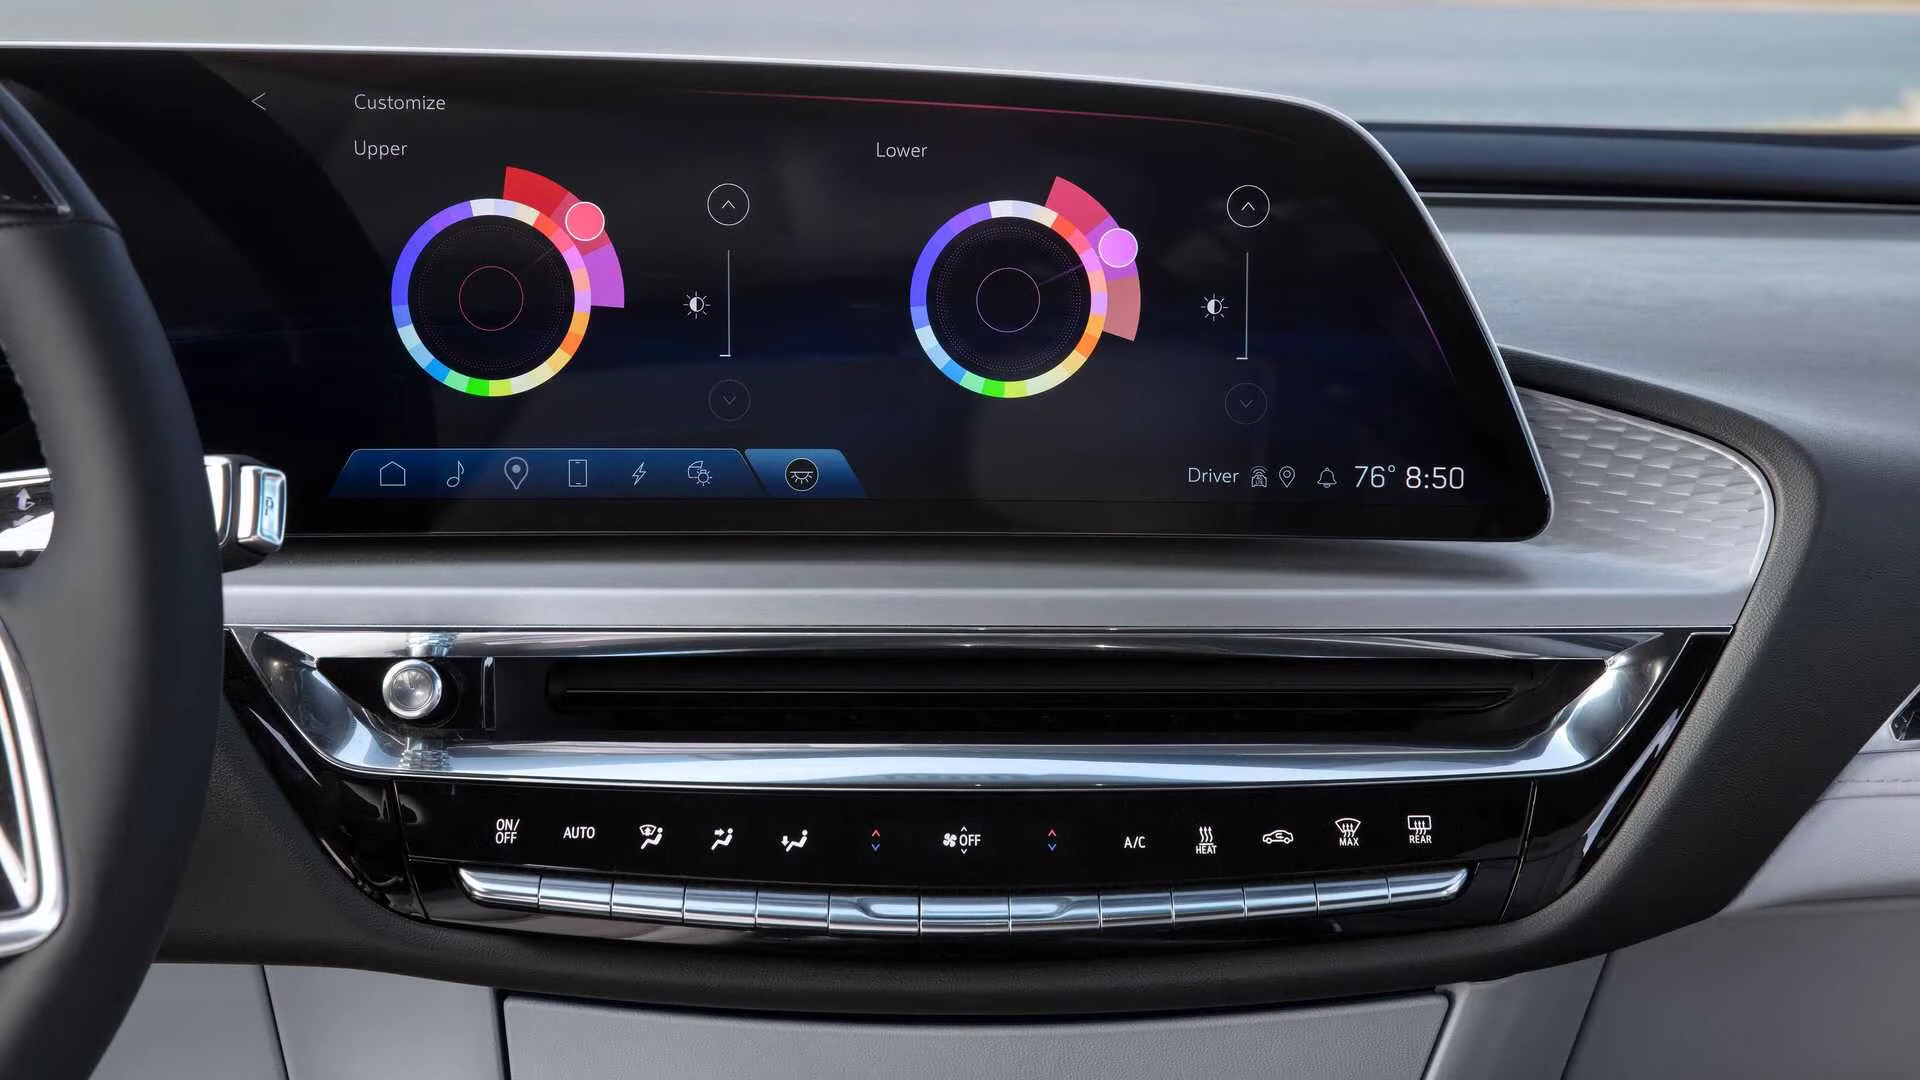 Customize
Upper
Lower
Driver 76° 8:50
P
ON/
OFF
AUTO
OFF
A/C
HEAT
MAX
REAR